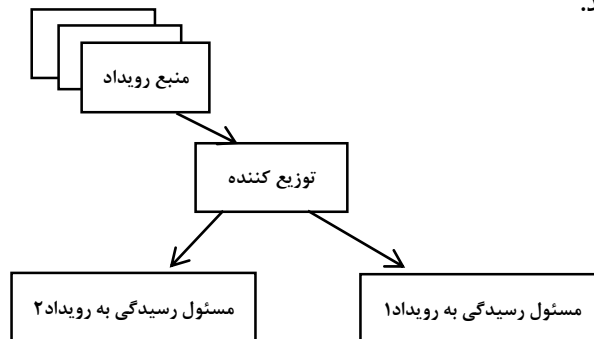 د.
منبع رویداد
توزیع کننده
مسئول رسیدگی به رویداد۱
مسئول رسیدگی به رویداد۲